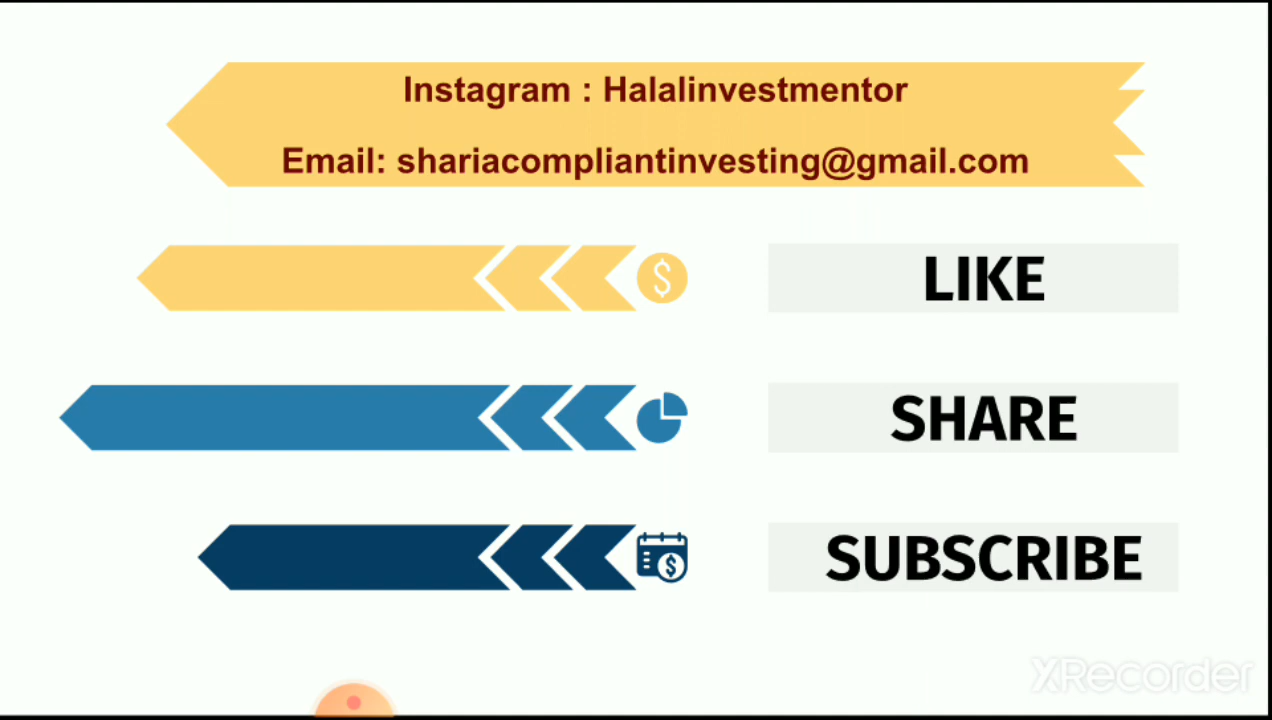 Instagram : Halalinvestmentor
Email: shariacompliantinvesting@gmail.com
$
LIKE
SHARE
$
SUBSCRIBE
XRecorder